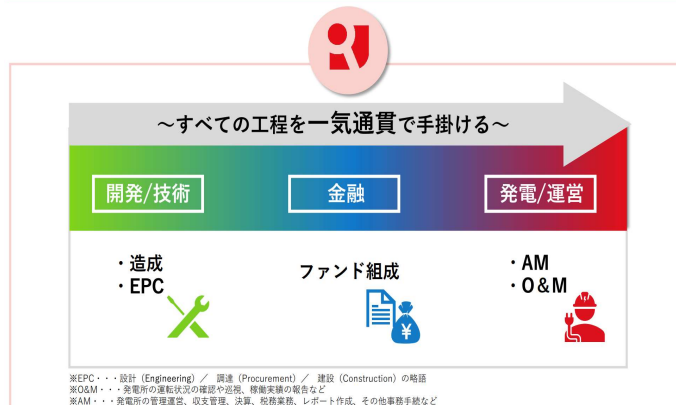 ～すべての工程を一気通貫で手掛ける～
開発/技術
金融
発電/運営
・造成
・EPC
ファンド組成
¥
・AM
・O&M
※EPC・・・設計（Engineering）／　調達（Procurement）／　建設（Construction）の略語
※O&M・・・発電所の運転状況の確認や巡視、稼働実績の報告など
※AM・・・発電所の管理運営、収支管理、決算、税務業務、レポート作成、その他事務手続など